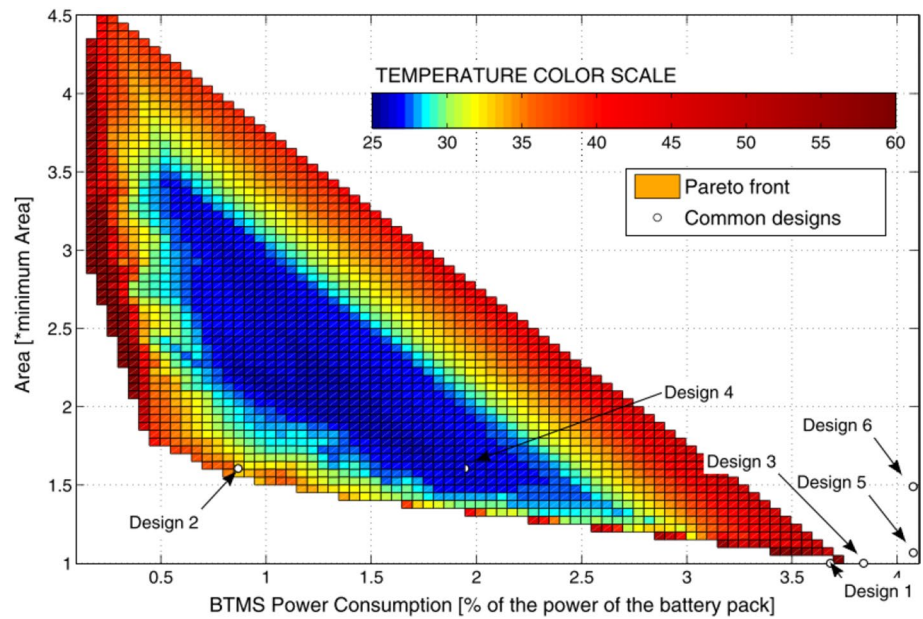 4.5
4
3.5
3
2.5
2
1.5
1
Area [*minimum Area]
TEMPERATURE COLOR SCALE
25 30 35 40 45 50 55 60
Pareto front
Common designs
Design 4
Design 6
Design 3
Design 5
Design 2
Design 1
0.5 1 1.5 2 2.5 3 3.5 4
BTMS Power Consumption [% of the power of the battery pack]